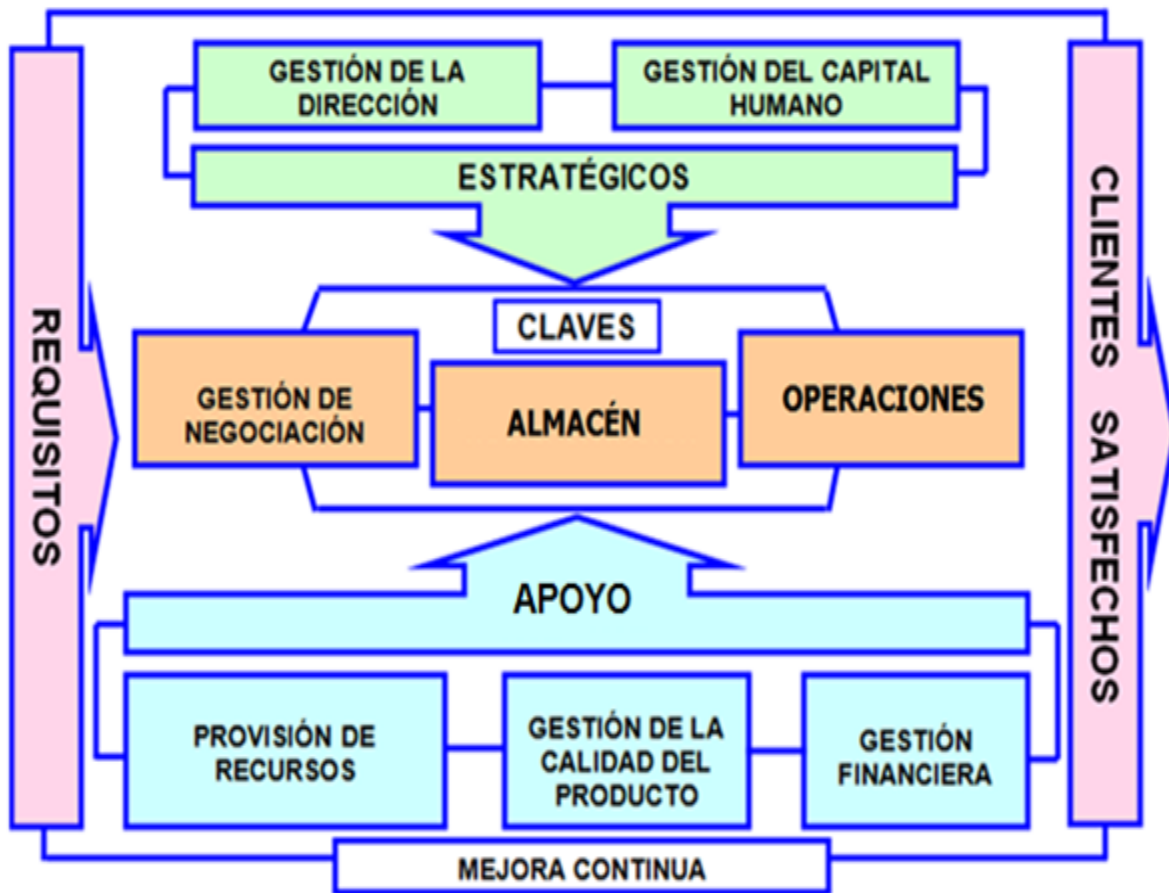 GESTIÓN DE LA
DIRECCIÓN
GESTIÓN DEL CAPITAL
HUMANO
ESTRATÉGICOS
REQUISITOS
CLIENTES SATISFECHOS
CLAVES
GESTIÓN DE
NEGOCIACIÓN
ALMACÉN
OPERACIONES
APOYO
PROVISIÓN DE
RECURSOS
GESTIÓN DE LA
CALIDAD DEL
PRODUCTO
GESTIÓN
FINANCIERA
MEJORA CONTINUA